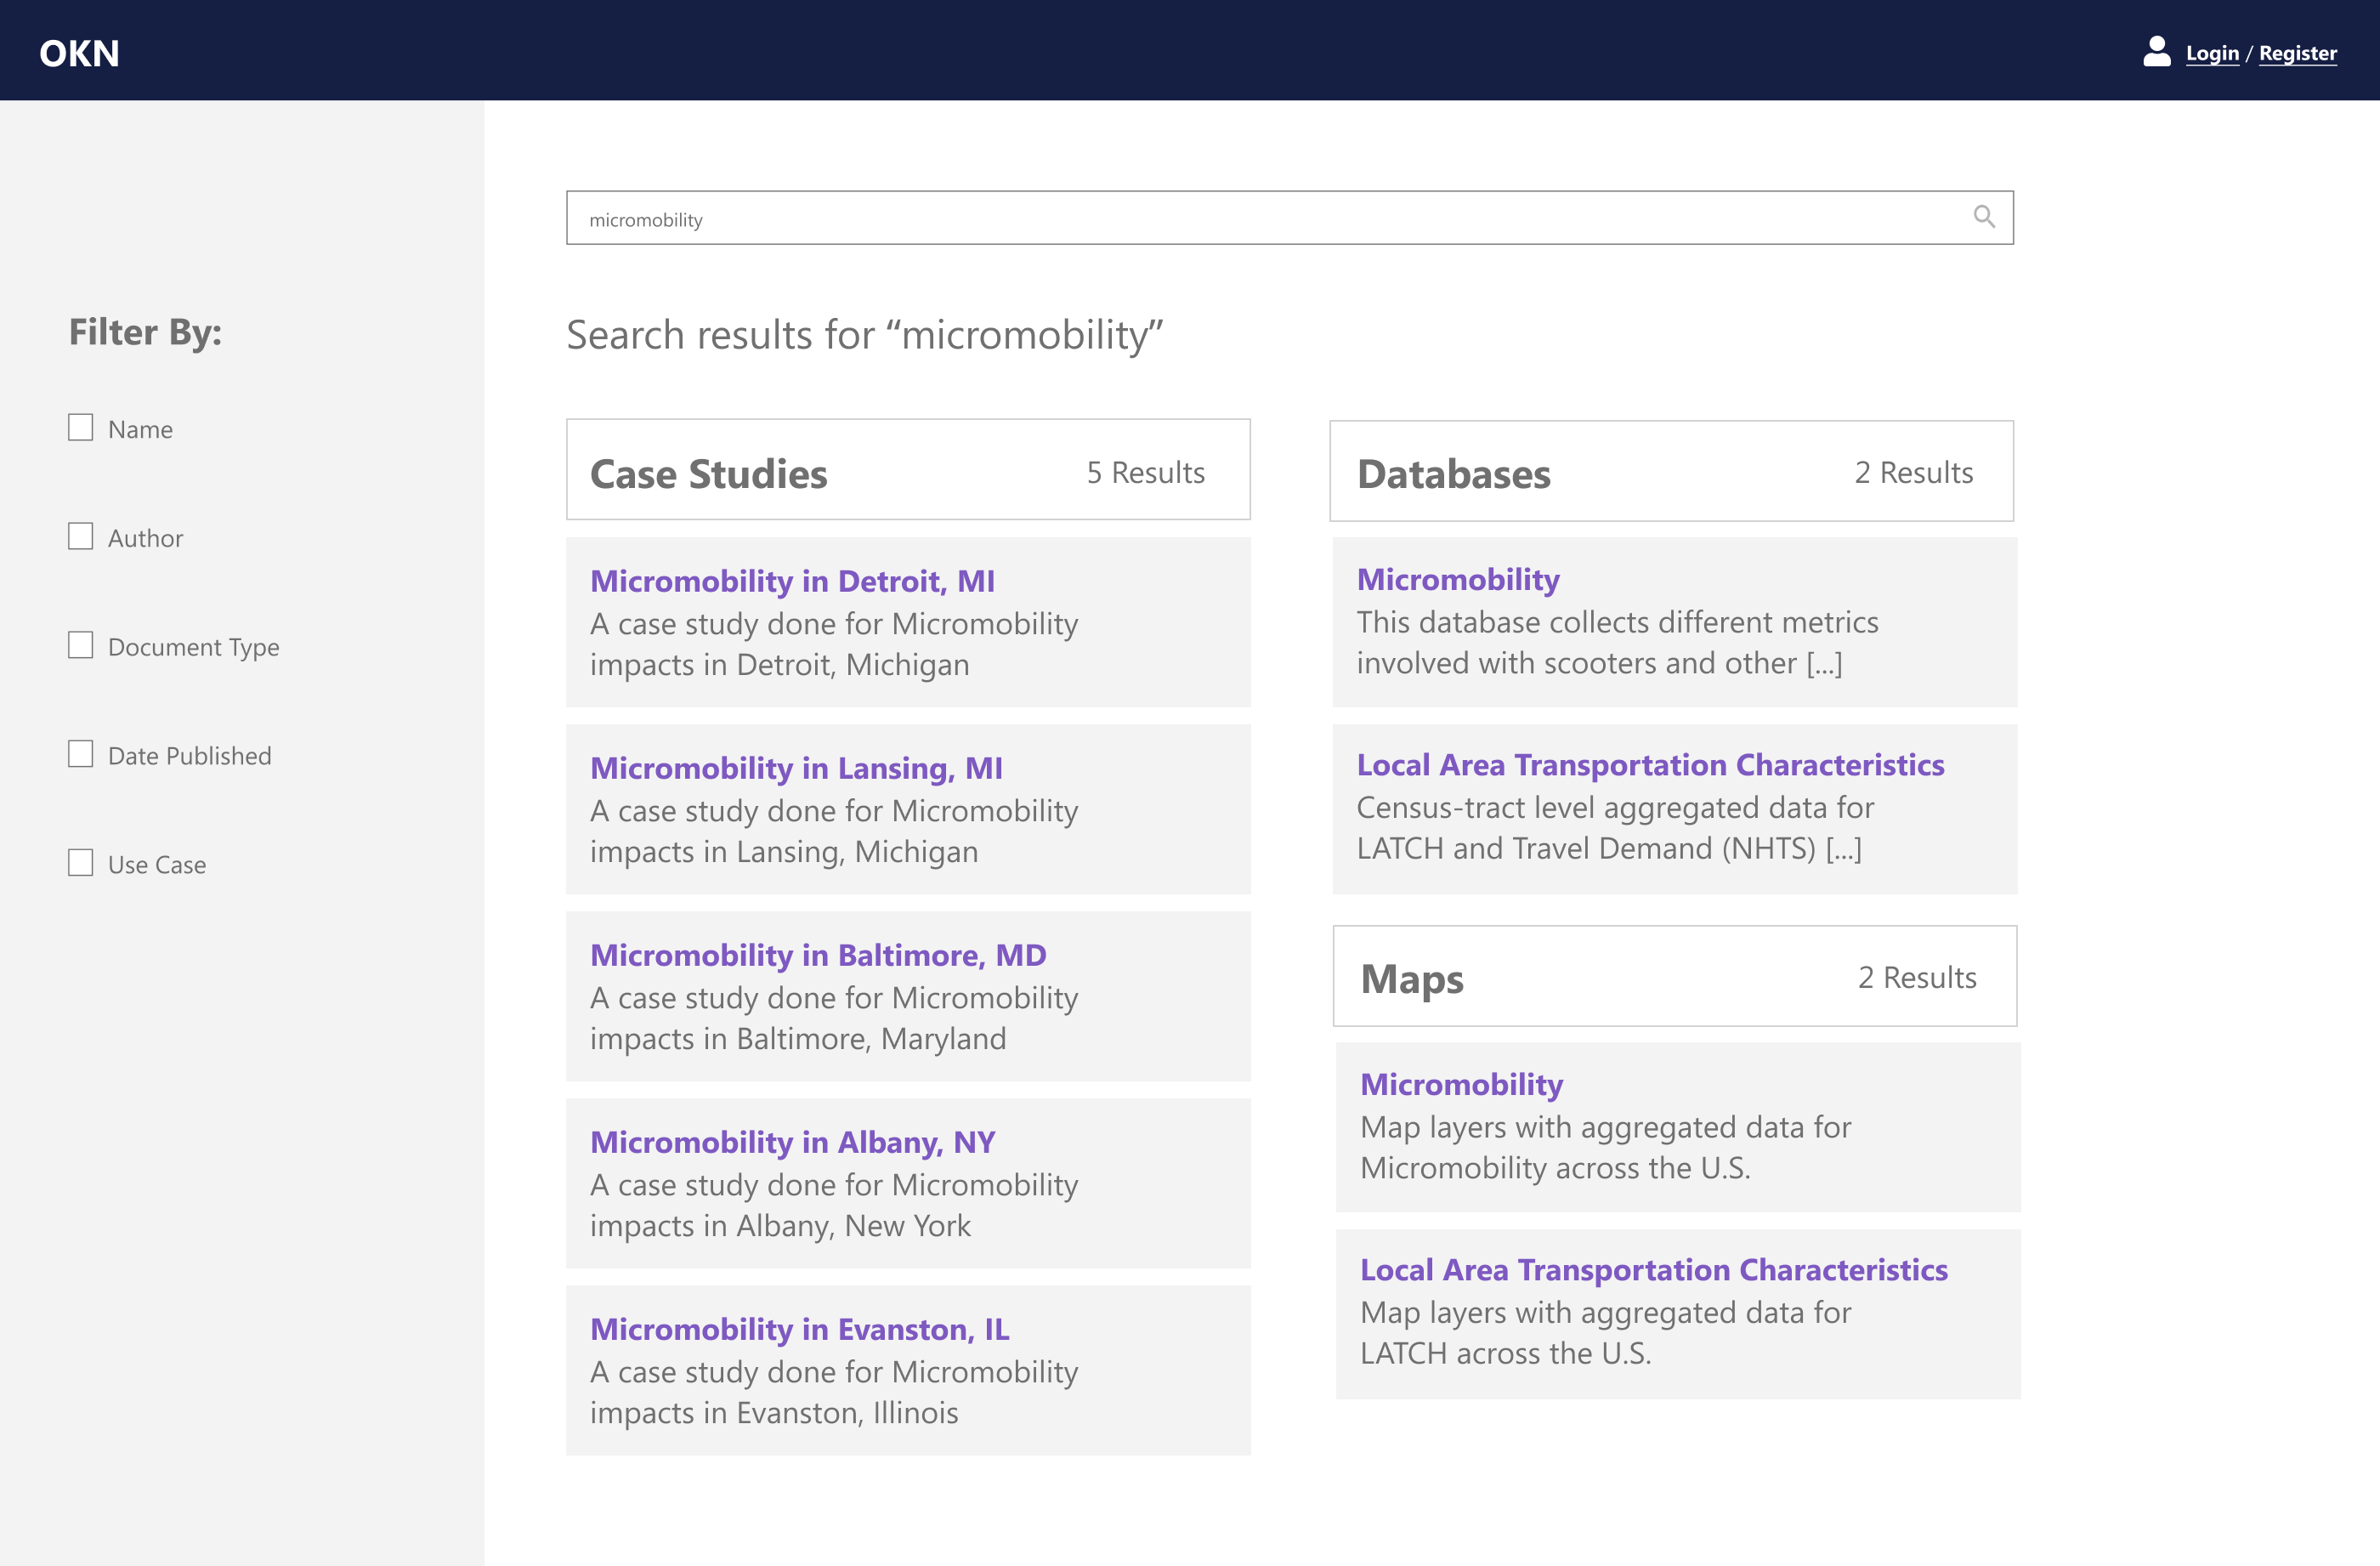 OKN
Login / Register
micromobility
Filter By:
Name
Author
Document Type
Date Published
Use Case
Search results for “micromobility”
Case Studies 5 Results
Micromobility in Detroit, MI
A case study done for Micromobility
impacts in Detroit, Michigan
Micromobility in Lansing, MI
A case study done for Micromobility
impacts in Lansing, Michigan
Micromobility in Baltimore, MD
A case study done for Micromobility
impacts in Baltimore, Maryland
Micromobility in Albany, NY
A case study done for Micromobility
impacts in Albany, New York
Micromobility in Evanston, IL
A case study done for Micromobility
impacts in Evanston, Illinois
Databases 2 Results
Micromobility
This database collects different metrics
involved with scooters and other [...]
Local Area Transportation Characteristics
Census-tract level aggregated data for
LATCH and Travel Demand (NHTS) [...]
Maps 2 Results
Micromobility
Map layers with aggregated data for
Micromobility across the U.S.
Local Area Transportation Characteristics
Map layers with aggregated data for
LATCH across the U.S.